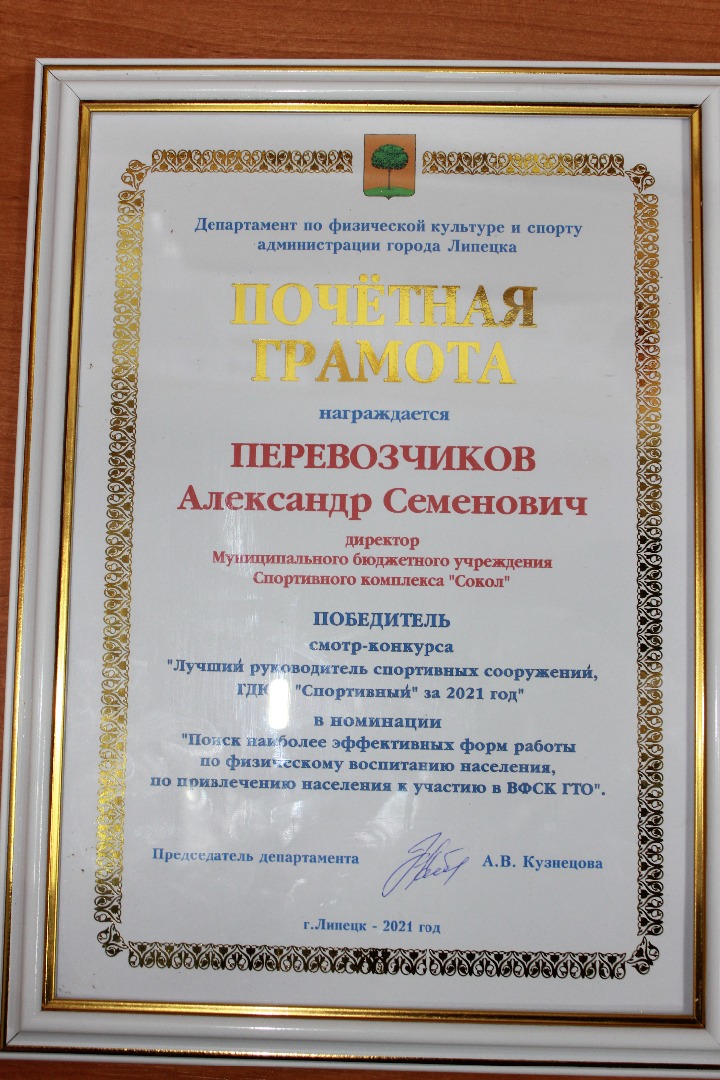 Департамент по физической культуре и спорту
администрации города Липецка
ПОЧЁТНАЯ
ГРАМОТА
награждается
ПЕРЕВОЗЧИКОВ
Александр Семенович
директор
Муниципального бюджетного учреждения
Спортивного комплекса "Сокол"
ПОБЕДИТЕЛЬ
смотр-конкурса
"Лучший руководитель спортивных сооружений,
"Спортивный" за 2021 год"
в номинации
"Поиск наиболее эффективных форм работы
по физическому воспитанию населения,
по привлечению населения к участию в ВФСК ГТО".
Председатель департамента А.В. Кузнецова
г.Липецк - 2021 год